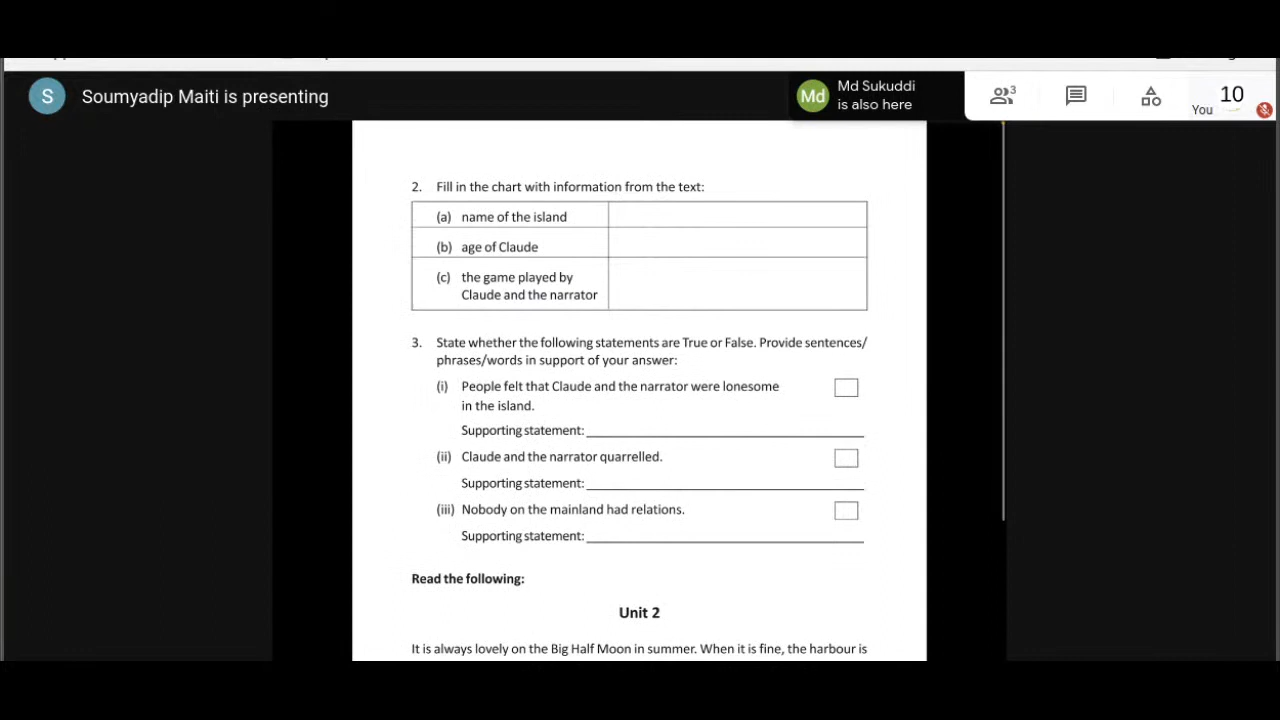 S Soumyadip Maiti is presenting
Md Md Sukuddi
is also here
3
10
You
2. Fill in the chart with information from the text:
(a) name of the island
(b) age of Claude
(c) the game played by
Claude and the narrator
3. State whether the following statements are True or False. Provide sentences/
phrases/words in support of your answer:
(i) People felt that Claude and the narrator were lonesome
in the island.
Supporting statement:
(ii) Claude and the narrator quarrelled.
Supporting statement:
(iii) Nobody on the mainland had relations.
Supporting statement:
Read the following:
Unit 2
It is always lovely on the Big Half Moon in summer. When it is fine, the harbour is